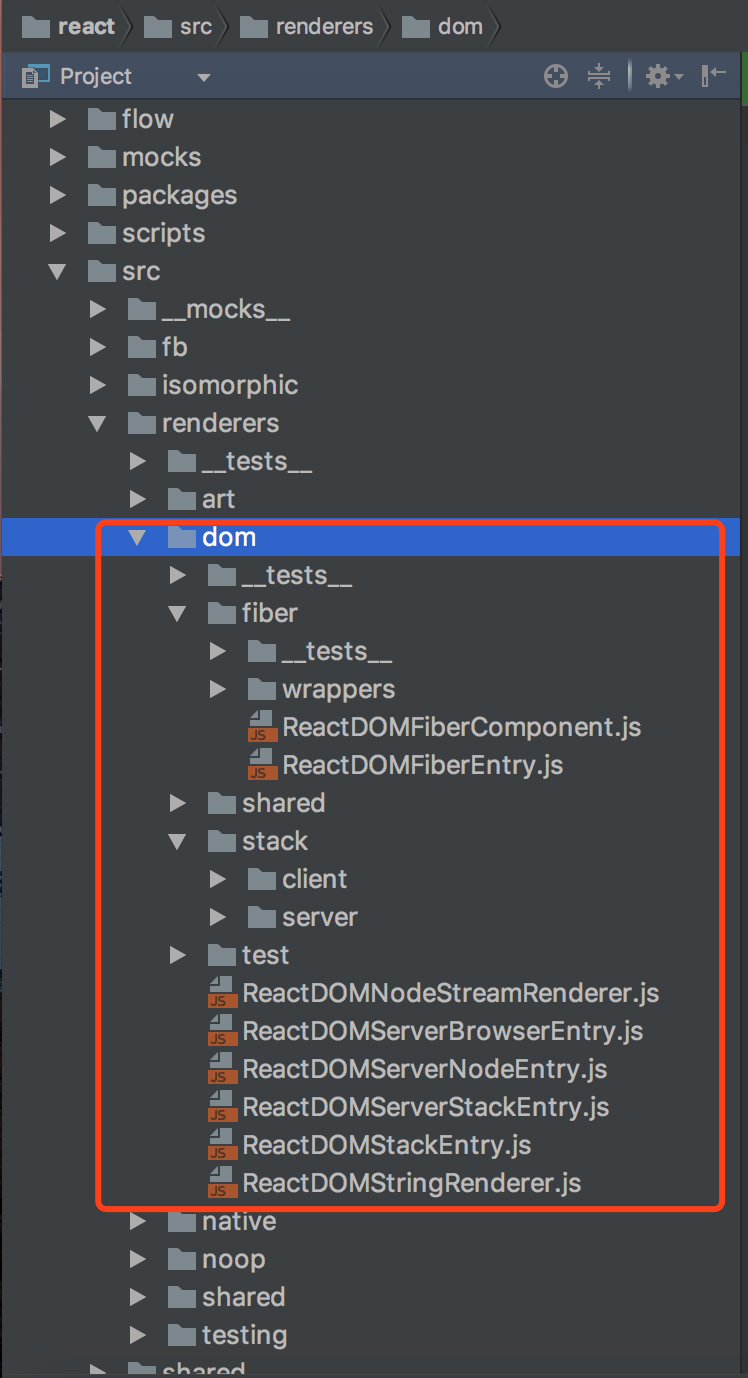 react src renderers dom
Project
flow
mocks
packages
scripts
src
__mocks__
fb
isomorphic
renderers
__tests__
art
dom
__tests__
fiber
__tests__
wrappers
JS ReactDOMFiberComponent.js
JS ReactDOMFiberEntry.js
shared
stack
client
server
test
JS ReactDOMNodeStreamRenderer.js
JS ReactDOMServerBrowserEntry.js
JS ReactDOMServerNodeEntry.js
JS ReactDOMServerStackEntry.js
JS ReactDOMStackEntry.js
JS ReactDOMStringRenderer.js
native
noop
shared
testing
shared